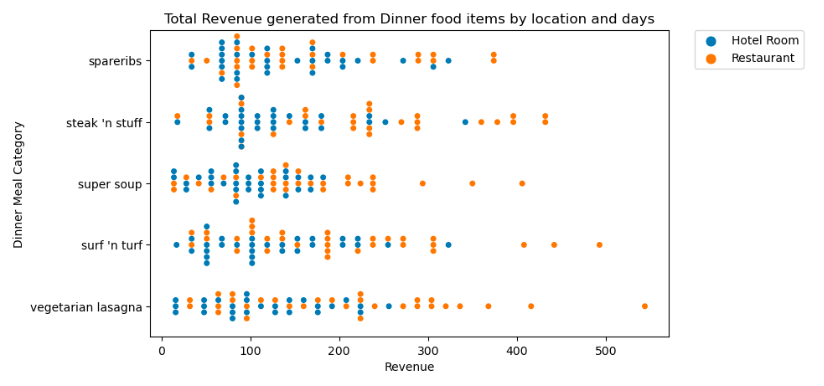 Total Revenue generated from Dinner food items by location and days
Hotel Room
Restaurant
Dinner Meal Category
spareribs
steak 'n stuff
super soup
surf 'n turf
vegetarian lasagna
0 100 200 300 400 500
Revenue